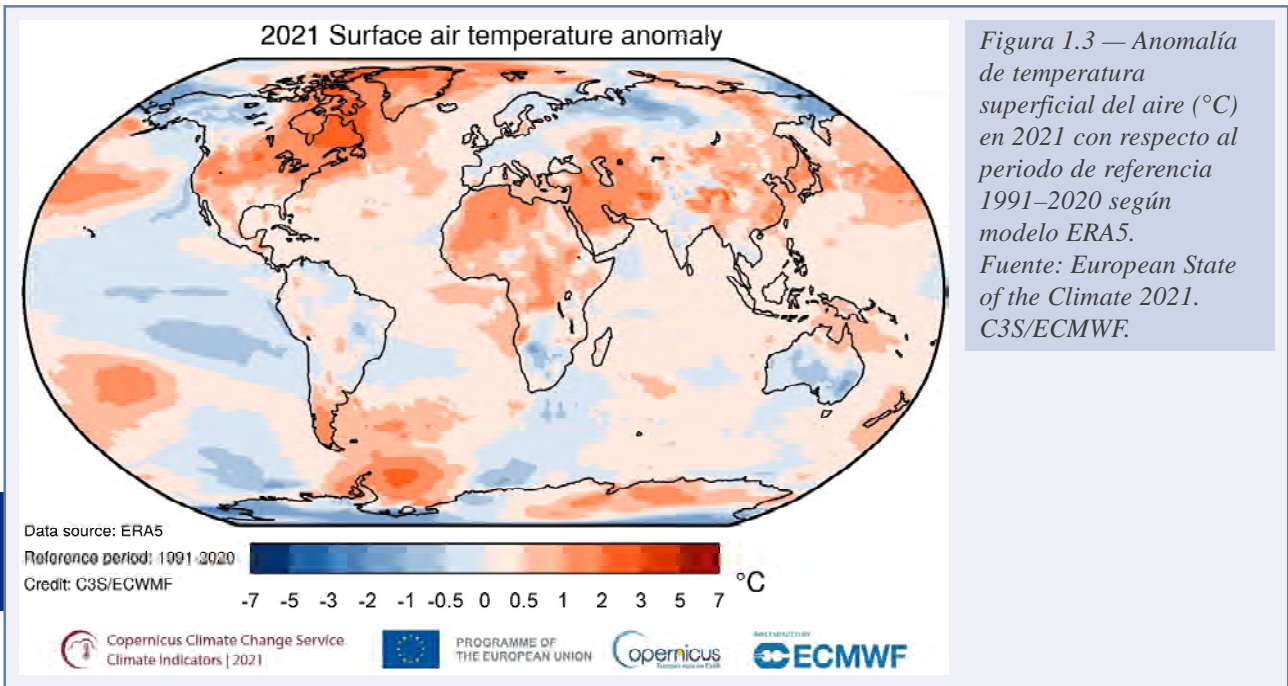 2021 Surface air temperature anomaly
Figura 1.3 — Anomalía
de temperatura
superficial del aire (°C)
en 2021 con respecto al
periodo de referencia
1991–2020 según
modelo ERA5.
Fuente: European State
of the Climate 2021.
C3S/ECMWF.
Data source: ERA5
Reference period: 1991-2020
Credit: C3S/ECWMF
°C
-7 -5 -3 -2 -1 -0.5 0 0.5 1 2 3 5 7
Copernicus Climate Change Service
Climate Indicators | 2021
PROGRAMME OF
THE EUROPEAN UNION
opernicus
IMPLEMENTED BY
ECMWF